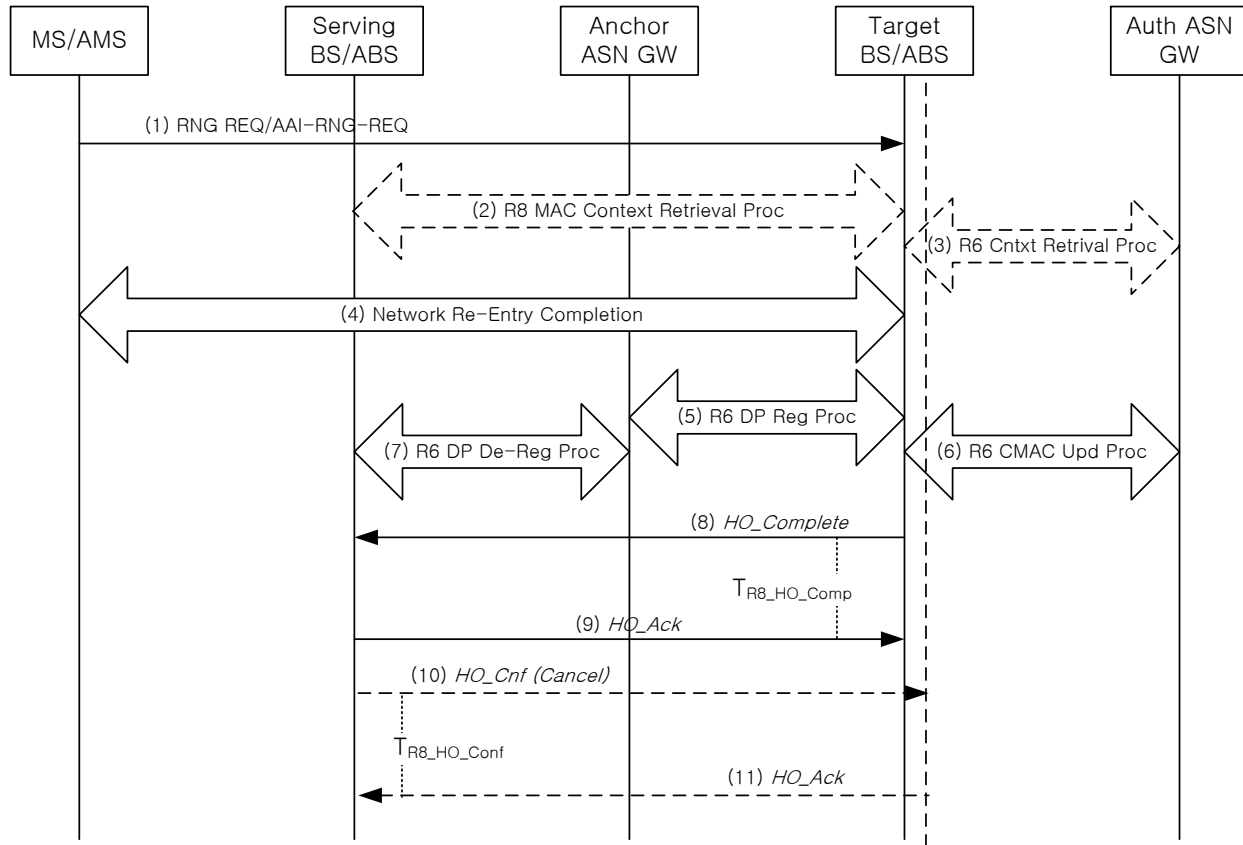 MS/AMS
Serving
BS/ABS
Anchor
ASN GW
Target
BS/ABS
Auth ASN
GW
(1) RNG REQ/AAI-RNG-REQ
(2) R8 MAC Context Retrieval Proc
(3) R6 Cntxt Retrival Proc
(4) Network Re-Entry Completion
(5) R6 DP Reg Proc
(7) R6 DP De-Reg Proc
(6) R6 CMAC Upd Proc
(8) HO_Complete
TR8_HO_Comp
(9) HO_Ack
(10) HO_Cnf (Cancel)
TR8_HO_Conf
(11) HO_Ack